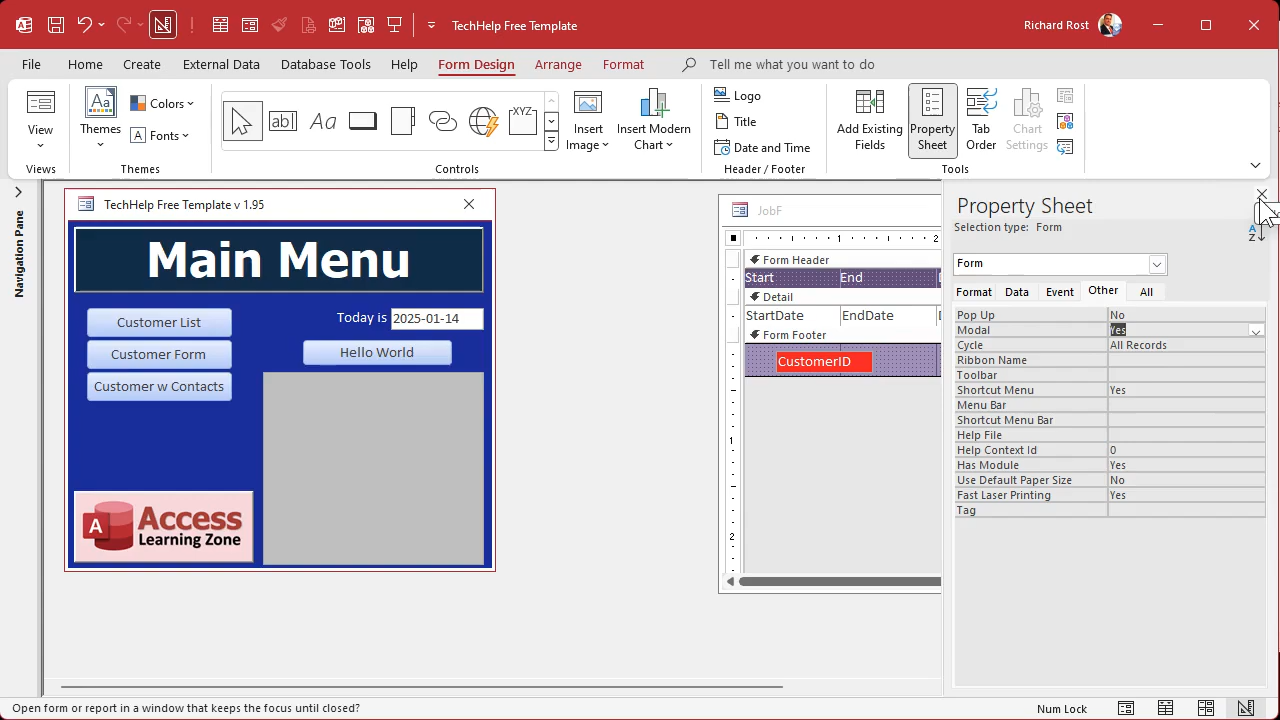 TechHelp Free Template
Richard Rost
File
Home
Create
External Data
Database Tools
Help
Form Design
Arrange
Format
Tell me what you want to do
View
Views
Aa
Themes
Colors
A
Fonts
Themes
ab
Aa
XYZ
Controls
Insert
Image
Insert Modern
Chart
Logo
Title
Date and Time
Header / Footer
Add Existing
Fields
Property
Sheet
Tab
Order
Chart
Settings
Tools
Navigation Pane
TechHelp Free Template v 1.95
Main Menu
Customer List
Customer Form
Customer w Contacts
Today is 2025-01-14
Hello World
A
Access
Learning Zone
JobF
1
2
Form Header
Start
End
Detail
StartDate
EndDate
Form Footer
CustomerID
1
2
Property Sheet
Selection type: Form
A
Z
Form
Format
Data
Event
Other
All
Pop Up No
Modal Yes
Cycle All Records
Ribbon Name
Toolbar
Shortcut Menu Yes
Menu Bar
Shortcut Menu Bar
Help File
Help Context Id 0
Has Module Yes
Use Default Paper Size No
Fast Laser Printing Yes
Tag
Open form or report in a window that keeps the focus until closed?
Num Lock